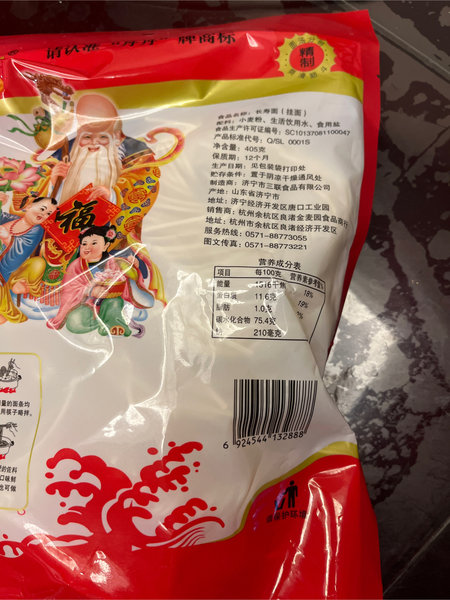 请认准"寿寿"牌商标
精制
食品名称：长寿面（挂面）
配料：小麦粉、生活饮用水、食用盐
食品生产许可证编号：SC10137081100047
产品标准代号：Q/SL 0001S
净含量：405克
保质期：12个月
生产日期：见包装袋打印处
贮存条件：置于阴凉干燥通风处
制造商：济宁市三联食品有限公司
产地：山东省济宁市
地址：济宁经济开发区唐口工业园
销售商：杭州余杭区良渚金麦园食品商行
地址：杭州市余杭区良渚经济开发区
服务热线：0571-88773055
图文传真：0571-88773221
福
营养成分表
项目 每100克 营养素参考值%
能量 1516千焦 18%
蛋白质 11.6克 19%
脂肪 1.0克
碳水化合物 75.4克
钠 210毫克
6 924544 132888